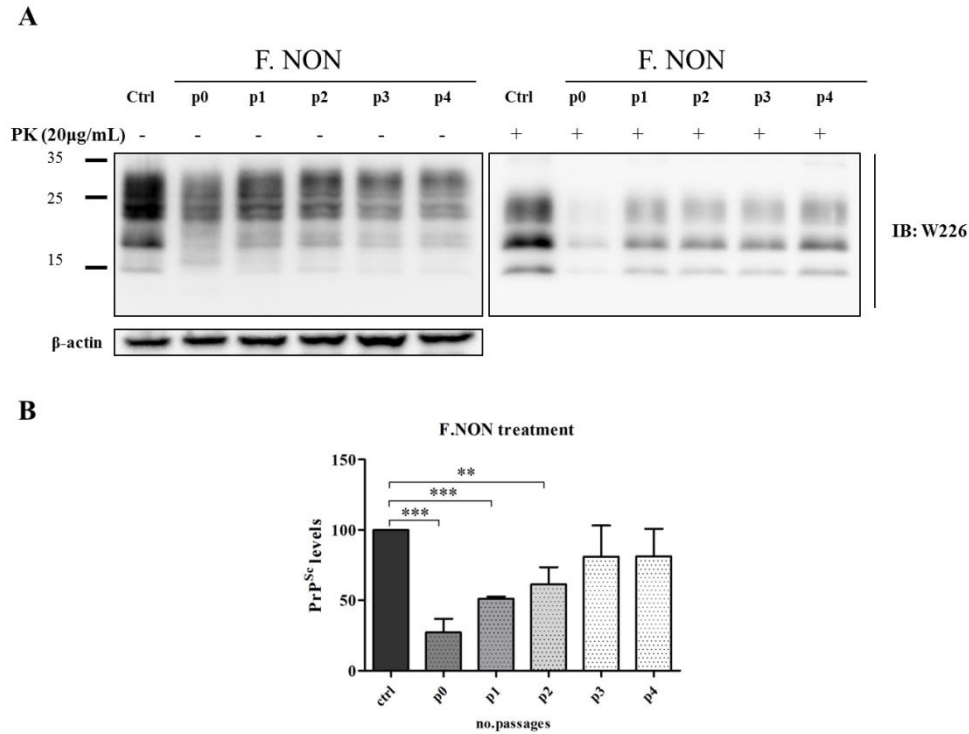 A
F. NON
F. NON
Ctrl p0 p1 p2 p3 p4 Ctrl p0 p1 p2 p3 p4
PK (20µg/mL) - - - - - - + + + + + +
35
25
15
IB: W226
β-actin
B
F.NON treatment
150
100
50
0
PrPSc levels
**
***
***
ctrl p0 p1 p2 p3 p4
no.passages